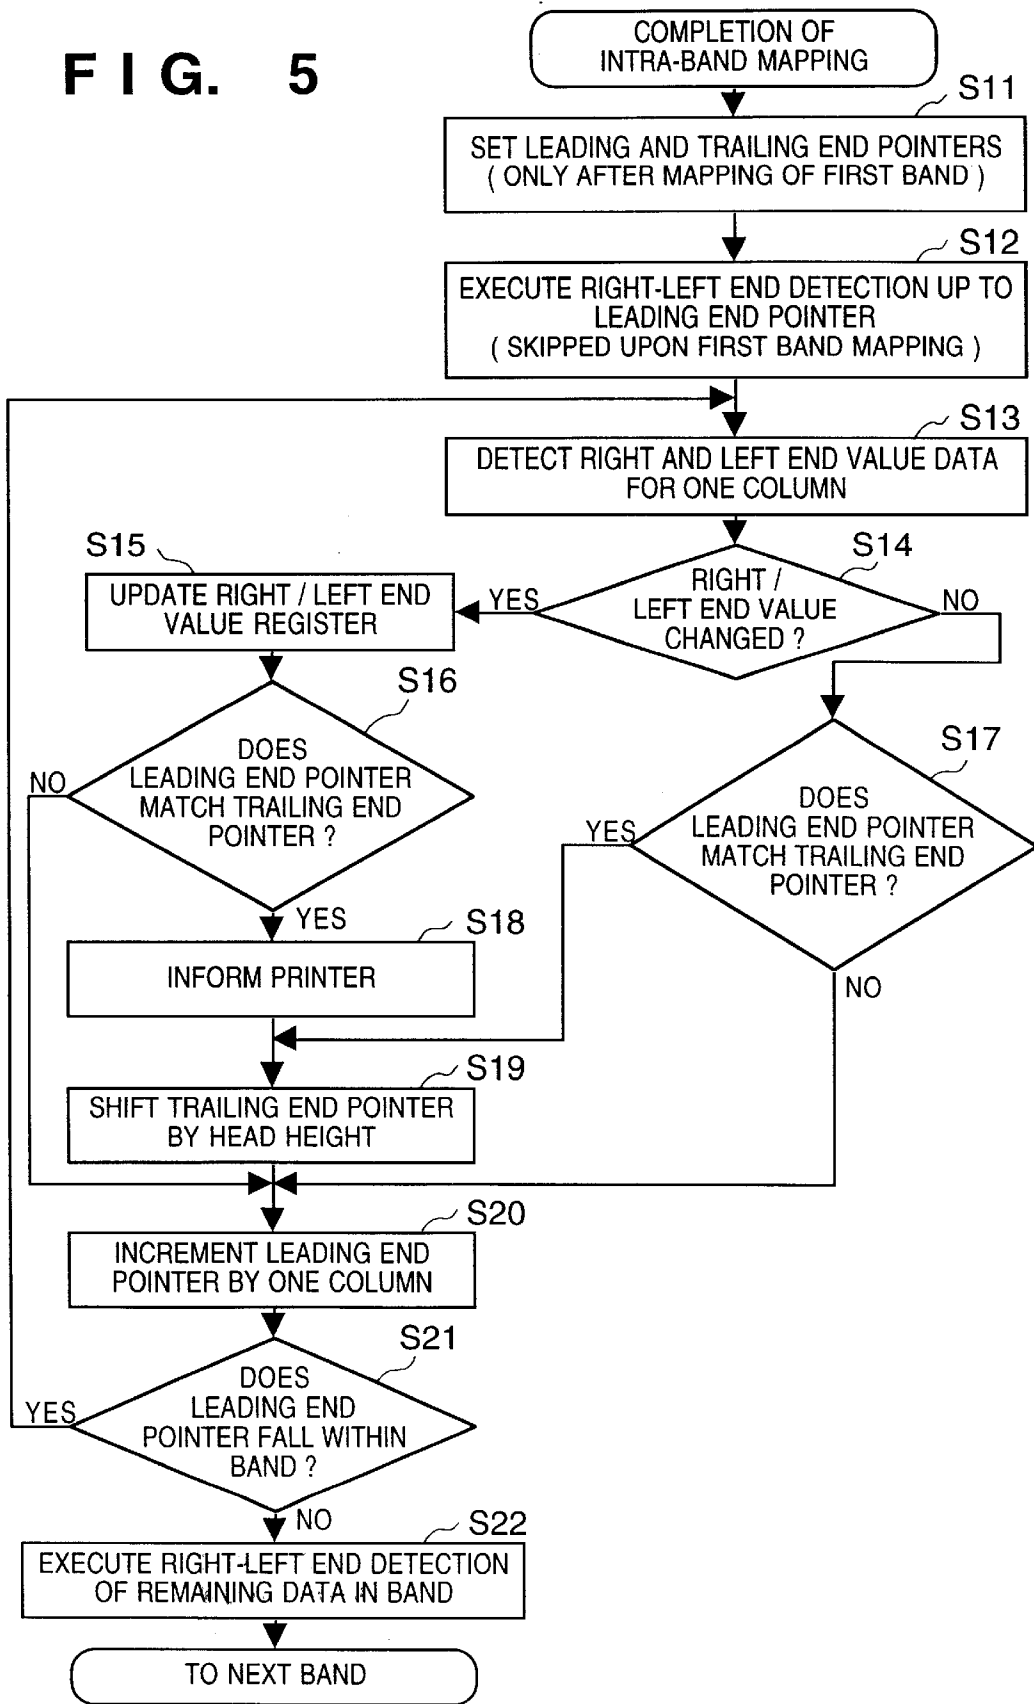 FIG. 5
COMPLETION OF
INTRA-BAND MAPPING
S11
SET LEADING AND TRAILING END POINTERS
( ONLY AFTER MAPPING OF FIRST BAND )
S12
EXECUTE RIGHT-LEFT END DETECTION UP TO
LEADING END POINTER
( SKIPPED UPON FIRST BAND MAPPING )
S13
DETECT RIGHT AND LEFT END VALUE DATA
FOR ONE COLUMN
S14
RIGHT /
LEFT END VALUE
CHANGED ?
YES
NO
S15
UPDATE RIGHT / LEFT END
VALUE REGISTER
S16
DOES
LEADING END POINTER
MATCH TRAILING END
POINTER ?
NO
YES
S17
DOES
LEADING END POINTER
MATCH TRAILING END
POINTER ?
YES
NO
S18
INFORM PRINTER
S19
SHIFT TRAILING END POINTER
BY HEAD HEIGHT
S20
INCREMENT LEADING END
POINTER BY ONE COLUMN
S21
DOES
LEADING END
POINTER FALL WITHIN
BAND ?
YES
NO
S22
EXECUTE RIGHT-LEFT END DETECTION
OF REMAINING DATA IN BAND
TO NEXT BAND